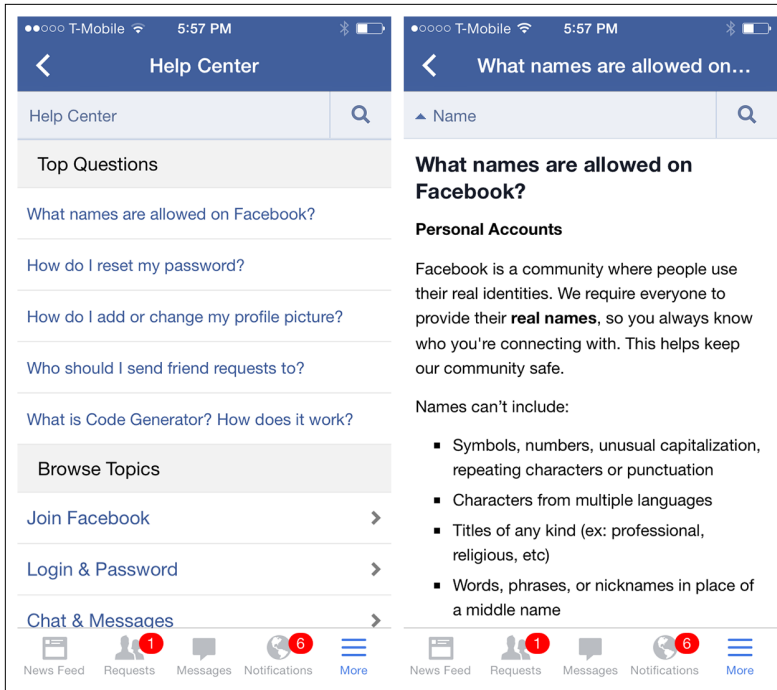 T-Mobile 5:57 PM
Help Center
Help Center
Top Questions
What names are allowed on Facebook?
How do I reset my password?
How do I add or change my profile picture?
Who should I send friend requests to?
What is Code Generator? How does it work?
Browse Topics
Join Facebook
Login & Password
Chat & Messages
1 6
News Feed Requests Messages Notifications More
T-Mobile 5:57 PM
What names are allowed on...
Name
What names are allowed on
Facebook?
Personal Accounts
Facebook is a community where people use
their real identities. We require everyone to
provide their real names, so you always know
who you're connecting with. This helps keep
our community safe.
Names can’t include:
Symbols, numbers, unusual capitalization,
repeating characters or punctuation
Characters from multiple languages
Titles of any kind (ex: professional,
religious, etc)
Words, phrases, or nicknames in place of
a middle name
1 6
News Feed Requests Messages Notifications More